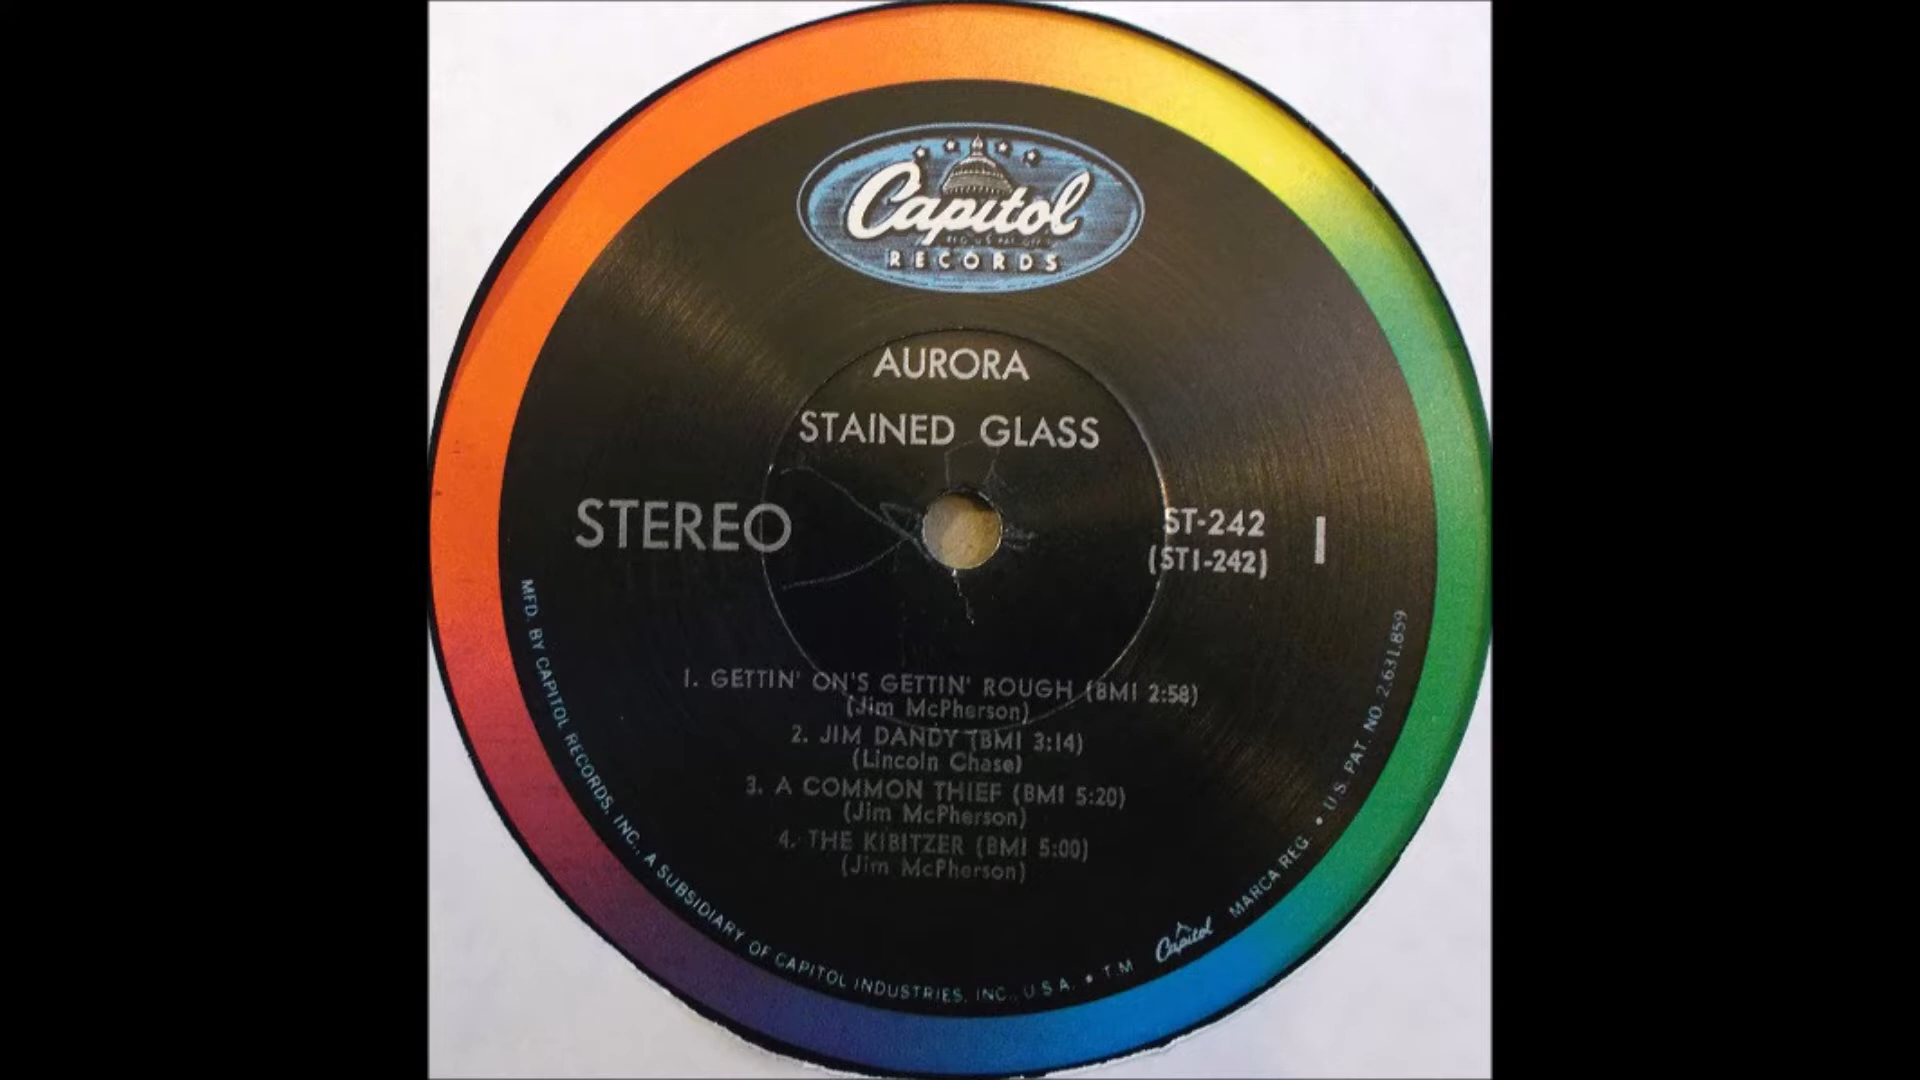 Capitol
REG. U.S. PAT. OFF.
RECORDS
AURORA
STAINED GLASS
STEREO
ST-242
(ST1-242)
1
1. GETTIN' ON'S GETTIN' ROUGH (BMI 2:58)
(Jim McPherson)
2. JIM DANDY (BMI 3:14)
(Lincoln Chase)
3. A COMMON THIEF (BMI 5:20)
(Jim McPherson)
4. THE KIBITZER (BMI 5:00)
(Jim McPherson)
MFD. BY CAPITOL RECORDS, INC., A SUBSIDIARY OF CAPITOL INDUSTRIES, INC., U.S.A. • T.M. Capitol MARCA REG. • U.S. PAT. NO. 2,631,859